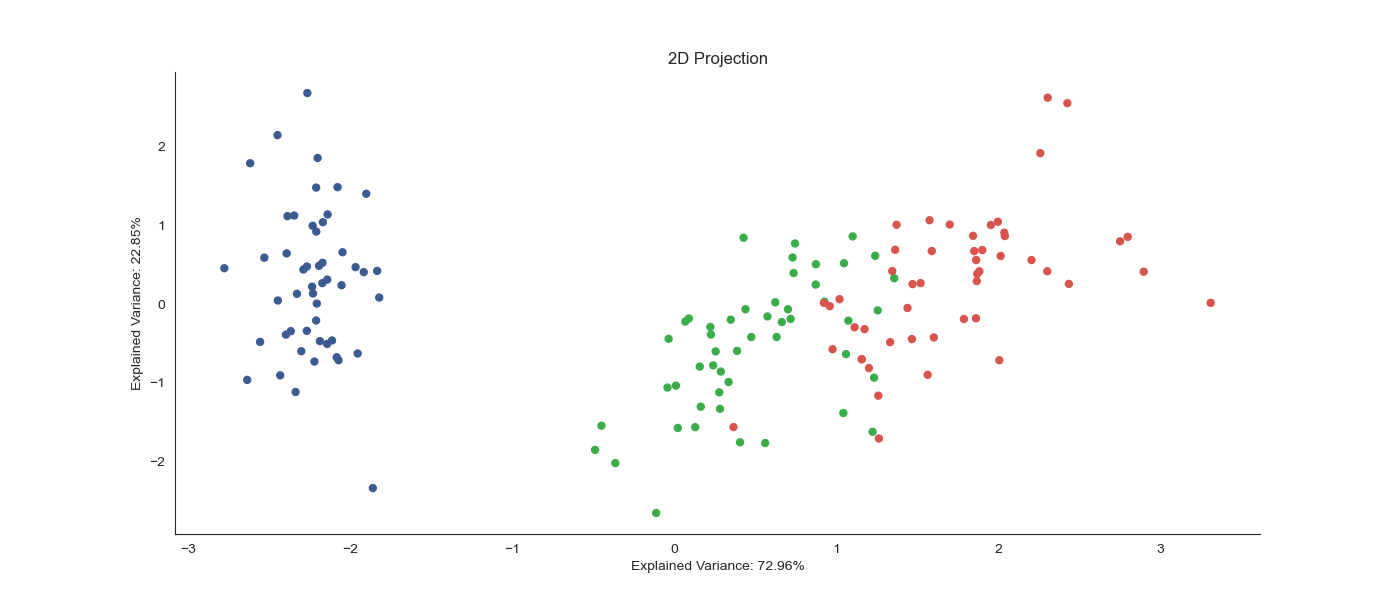 2D Projection
Explained Variance: 22.85%
2
1
0
−1
−2
−3 −2 −1 0 1 2 3
Explained Variance: 72.96%